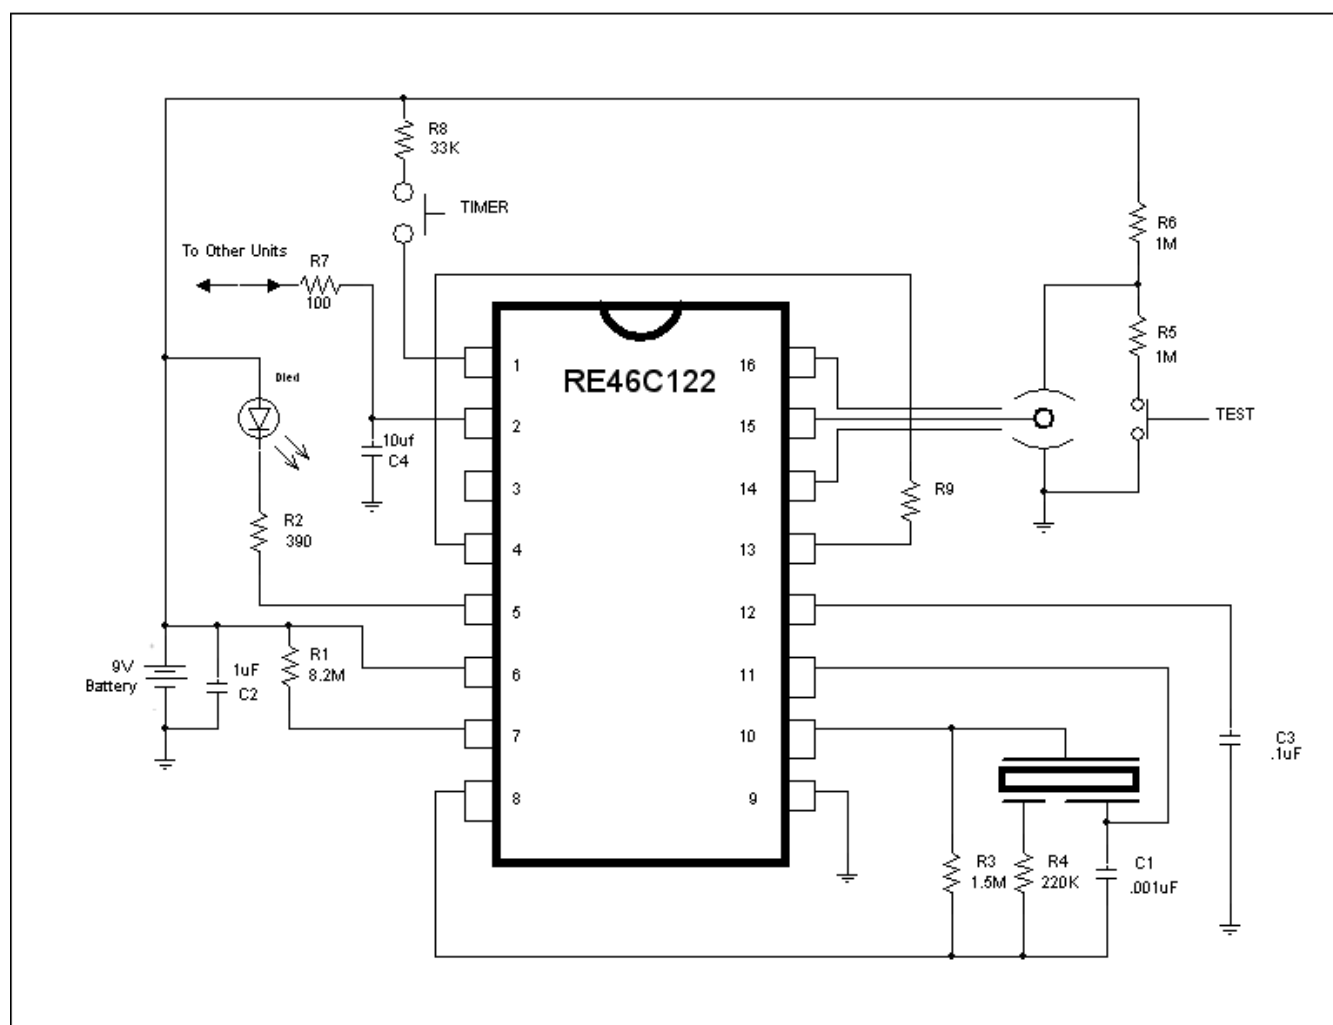 R8
33K
TIMER
R6
1M
To Other Units
R7
100
R5
1M
Dled
1
16
RE46C122
TEST
2
15
10uf
C4
3
14
R9
R2
390
4
13
5
12
9V
Battery
1uF
C2
R1
8.2M
6
11
7
10
C3
.1uF
8
9
R3
1.5M
R4
220K
C1
.001uF